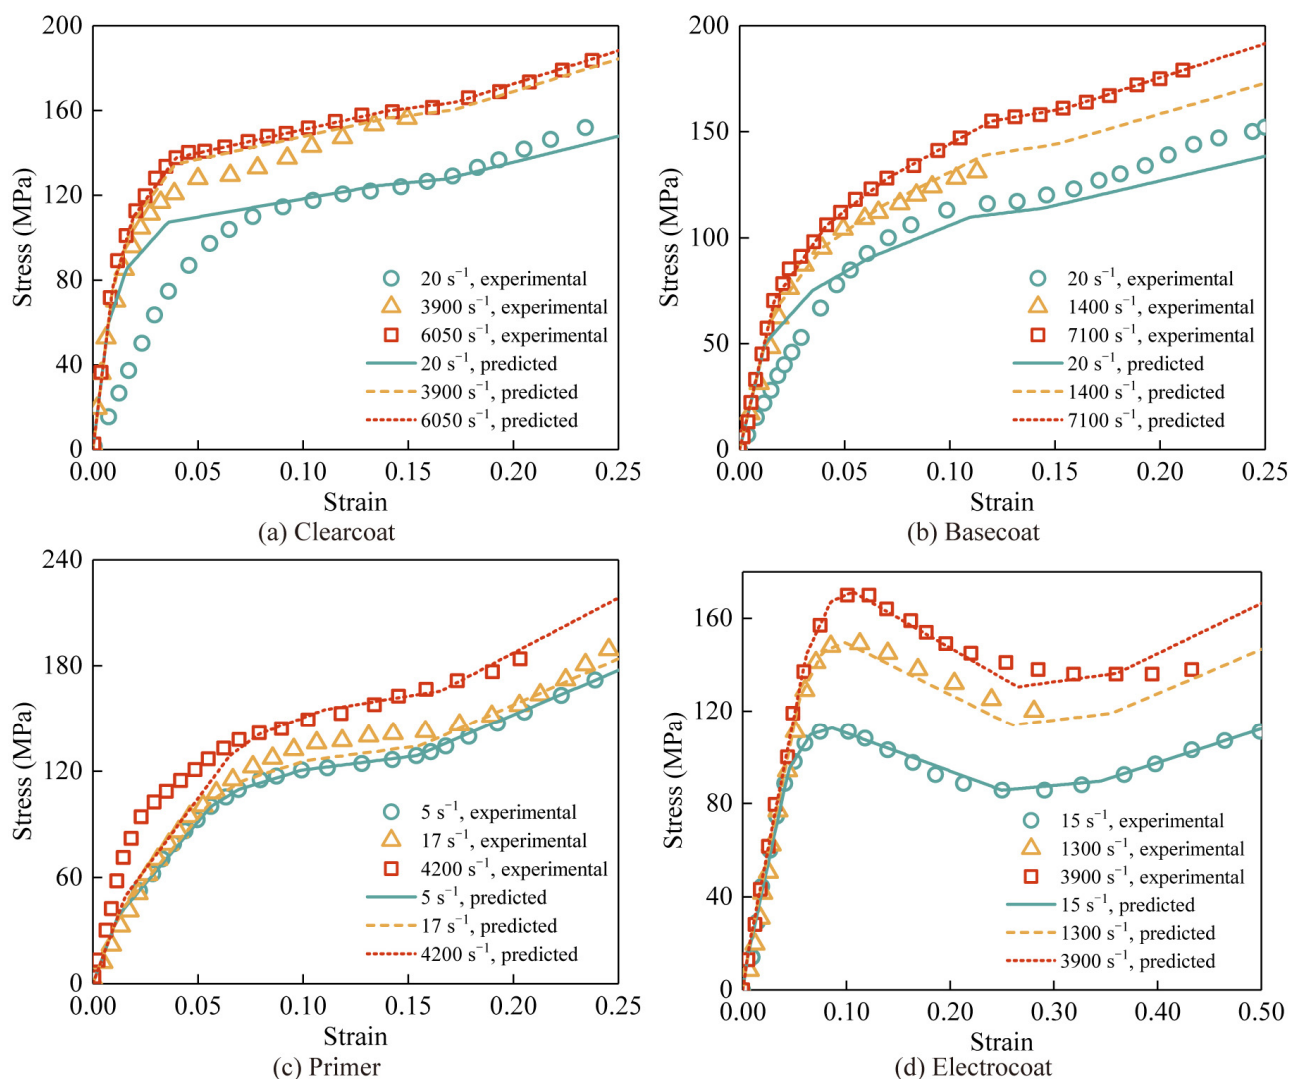 200
160
120
80
40
0
Stress (MPa)
20 s⁻¹, experimental
3900 s⁻¹, experimental
6050 s⁻¹, experimental
20 s⁻¹, predicted
3900 s⁻¹, predicted
6050 s⁻¹, predicted
0.00 0.05 0.10 0.15 0.20 0.25
Strain
(a) Clearcoat
200
150
100
50
0
Stress (MPa)
20 s⁻¹, experimental
1400 s⁻¹, experimental
7100 s⁻¹, experimental
20 s⁻¹, predicted
1400 s⁻¹, predicted
7100 s⁻¹, predicted
0.00 0.05 0.10 0.15 0.20 0.25
Strain
(b) Basecoat
240
180
120
60
0
Stress (MPa)
5 s⁻¹, experimental
17 s⁻¹, experimental
4200 s⁻¹, experimental
5 s⁻¹, predicted
17 s⁻¹, predicted
4200 s⁻¹, predicted
0.00 0.05 0.10 0.15 0.20 0.25
Strain
(c) Primer
160
120
80
40
0
Stress (MPa)
15 s⁻¹, experimental
1300 s⁻¹, experimental
3900 s⁻¹, experimental
15 s⁻¹, predicted
1300 s⁻¹, predicted
3900 s⁻¹, predicted
0.00 0.10 0.20 0.30 0.40 0.50
Strain
(d) Electrocoat